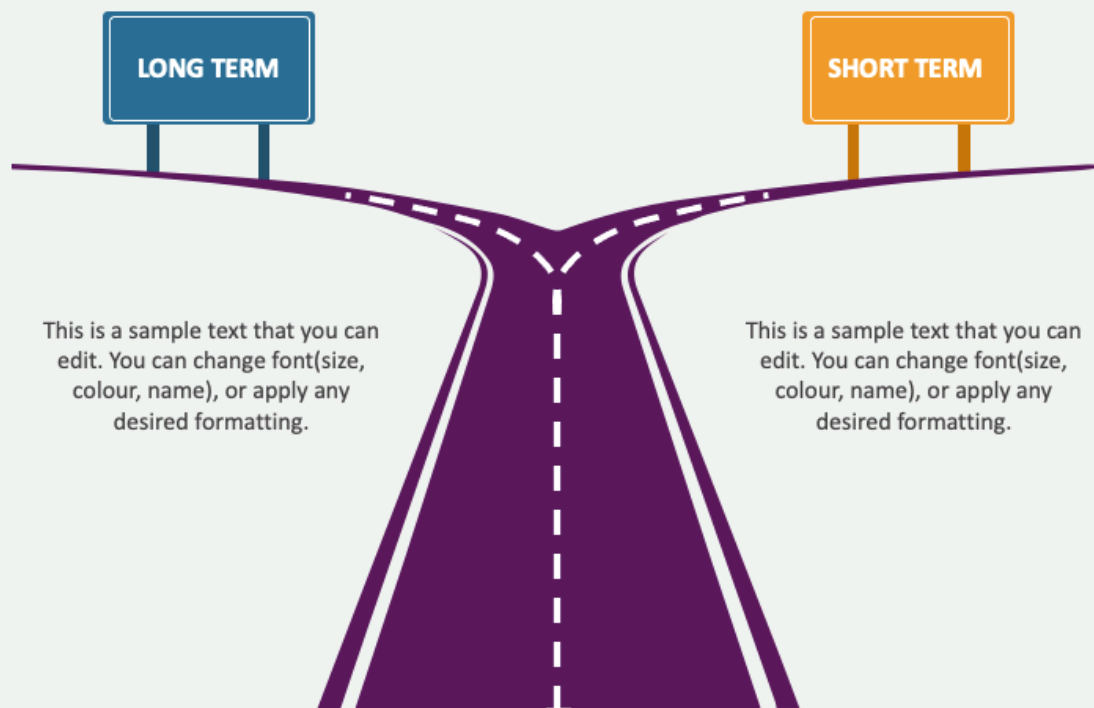 LONG TERM
SHORT TERM
This is a sample text that you can
edit. You can change font(size,
colour, name), or apply any
desired formatting.
This is a sample text that you can
edit. You can change font(size,
colour, name), or apply any
desired formatting.